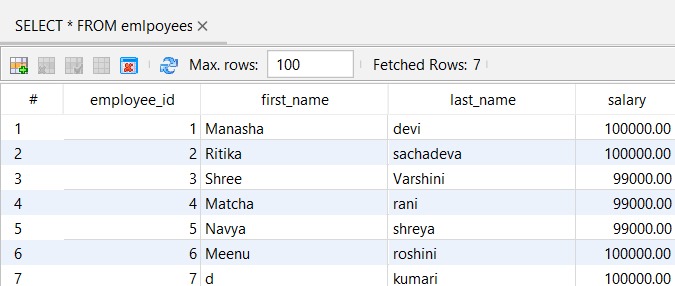 SELECT * FROM emlpoyees
Max. rows: 100 Fetched Rows: 7
# employee_id first_name last_name salary
1 1 Manasha devi 100000.00
2 2 Ritika sachadeva 100000.00
3 3 Shree Varshini 99000.00
4 4 Matcha rani 99000.00
5 5 Navya shreya 99000.00
6 6 Meenu roshini 100000.00
7 7 d kumari 100000.00